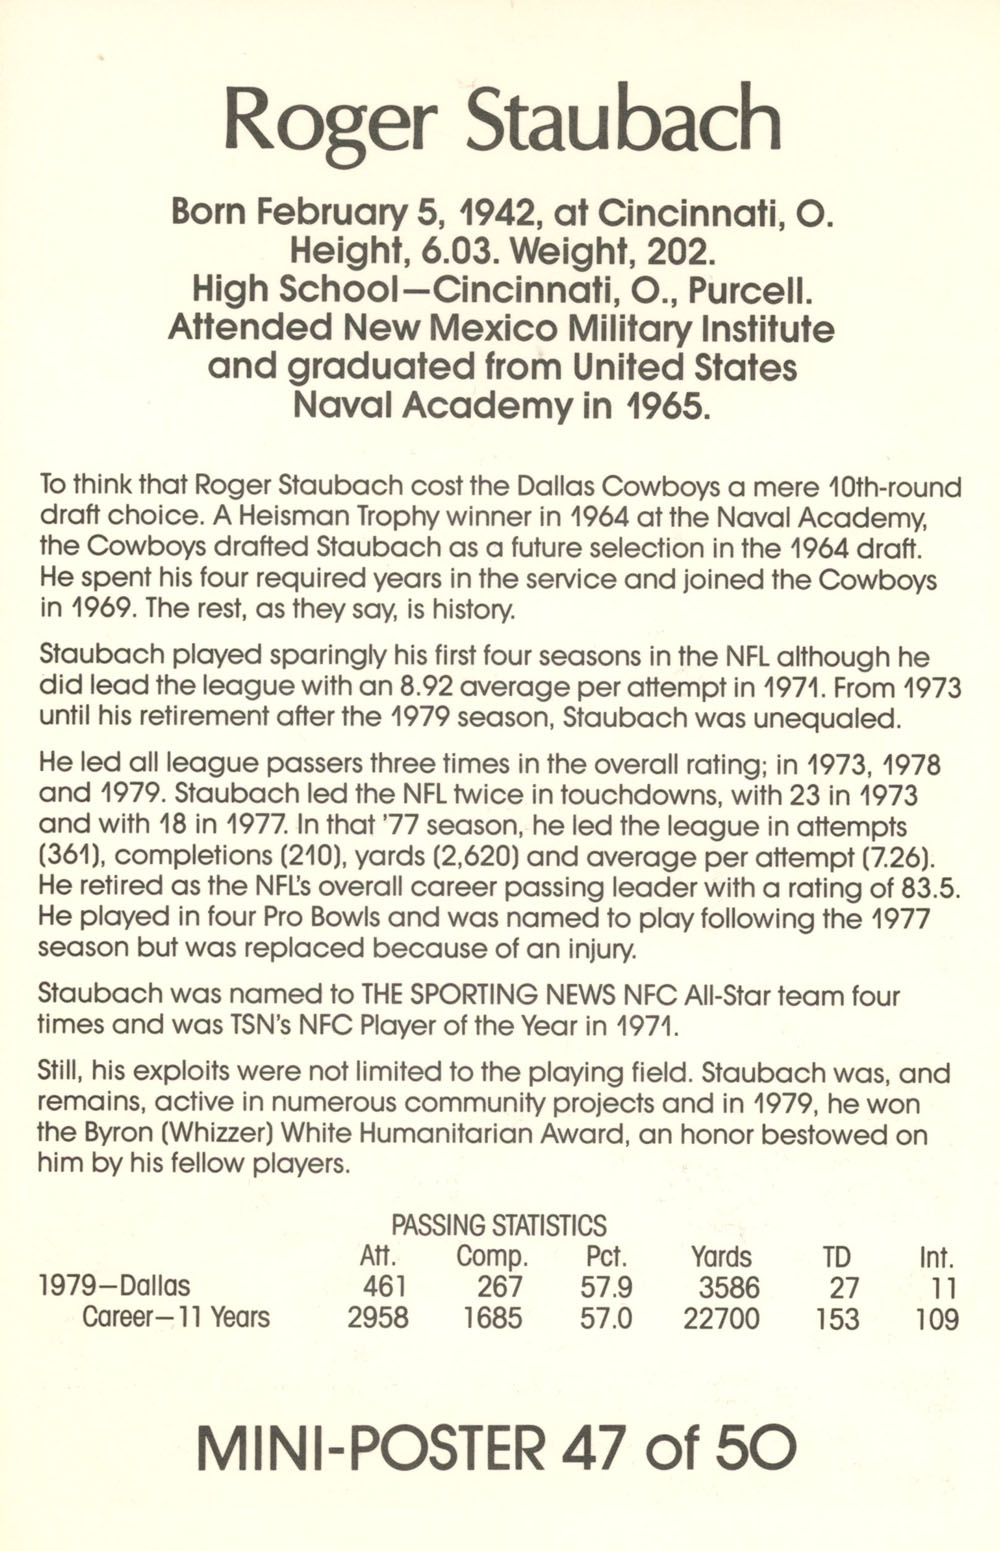 Roger Staubach
Born February 5, 1942, at Cincinnati, O.
Height, 6.03. Weight, 202.
High School—Cincinnati, O., Purcell.
Attended New Mexico Military Institute
and graduated from United States
Naval Academy in 1965.
To think that Roger Staubach cost the Dallas Cowboys a mere 10th-round
draft choice. A Heisman Trophy winner in 1964 at the Naval Academy,
the Cowboys drafted Staubach as a future selection in the 1964 draft.
He spent his four required years in the service and joined the Cowboys
in 1969. The rest, as they say, is history.
Staubach played sparingly his first four seasons in the NFL although he
did lead the league with an 8.92 average per attempt in 1971. From 1973
until his retirement after the 1979 season, Staubach was unequaled.
He led all league passers three times in the overall rating; in 1973, 1978
and 1979. Staubach led the NFL twice in touchdowns, with 23 in 1973
and with 18 in 1977. In that '77 season, he led the league in attempts
(361), completions (210), yards (2,620) and average per attempt (7.26).
He retired as the NFL's overall career passing leader with a rating of 83.5.
He played in four Pro Bowls and was named to play following the 1977
season but was replaced because of an injury.
Staubach was named to THE SPORTING NEWS NFC All-Star team four
times and was TSN's NFC Player of the Year in 1971.
Still, his exploits were not limited to the playing field. Staubach was, and
remains, active in numerous community projects and in 1979, he won
the Byron (Whizzer) White Humanitarian Award, an honor bestowed on
him by his fellow players.
PASSING STATISTICS
Att. Comp. Pct. Yards TD Int.
1979—Dallas 461 267 57.9 3586 27 11
Career—11 Years 2958 1685 57.0 22700 153 109
MINI-POSTER 47 of 50